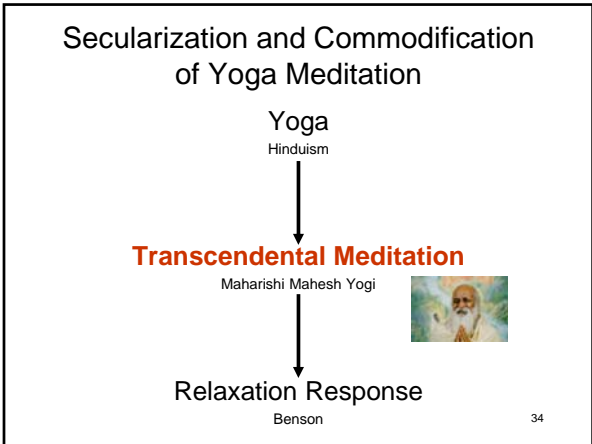 Secularization and Commodification
of Yoga Meditation
Yoga
Hinduism
Transcendental Meditation
Maharishi Mahesh Yogi
Relaxation Response
Benson
34